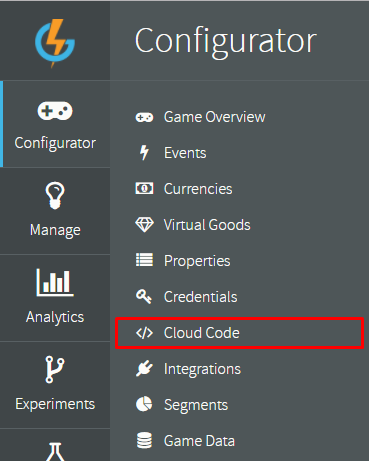 Configurator
Configurator
Manage
Analytics
Experiments
Game Overview
Events
Currencies
Virtual Goods
Properties
Credentials
Cloud Code
Integrations
Segments
Game Data